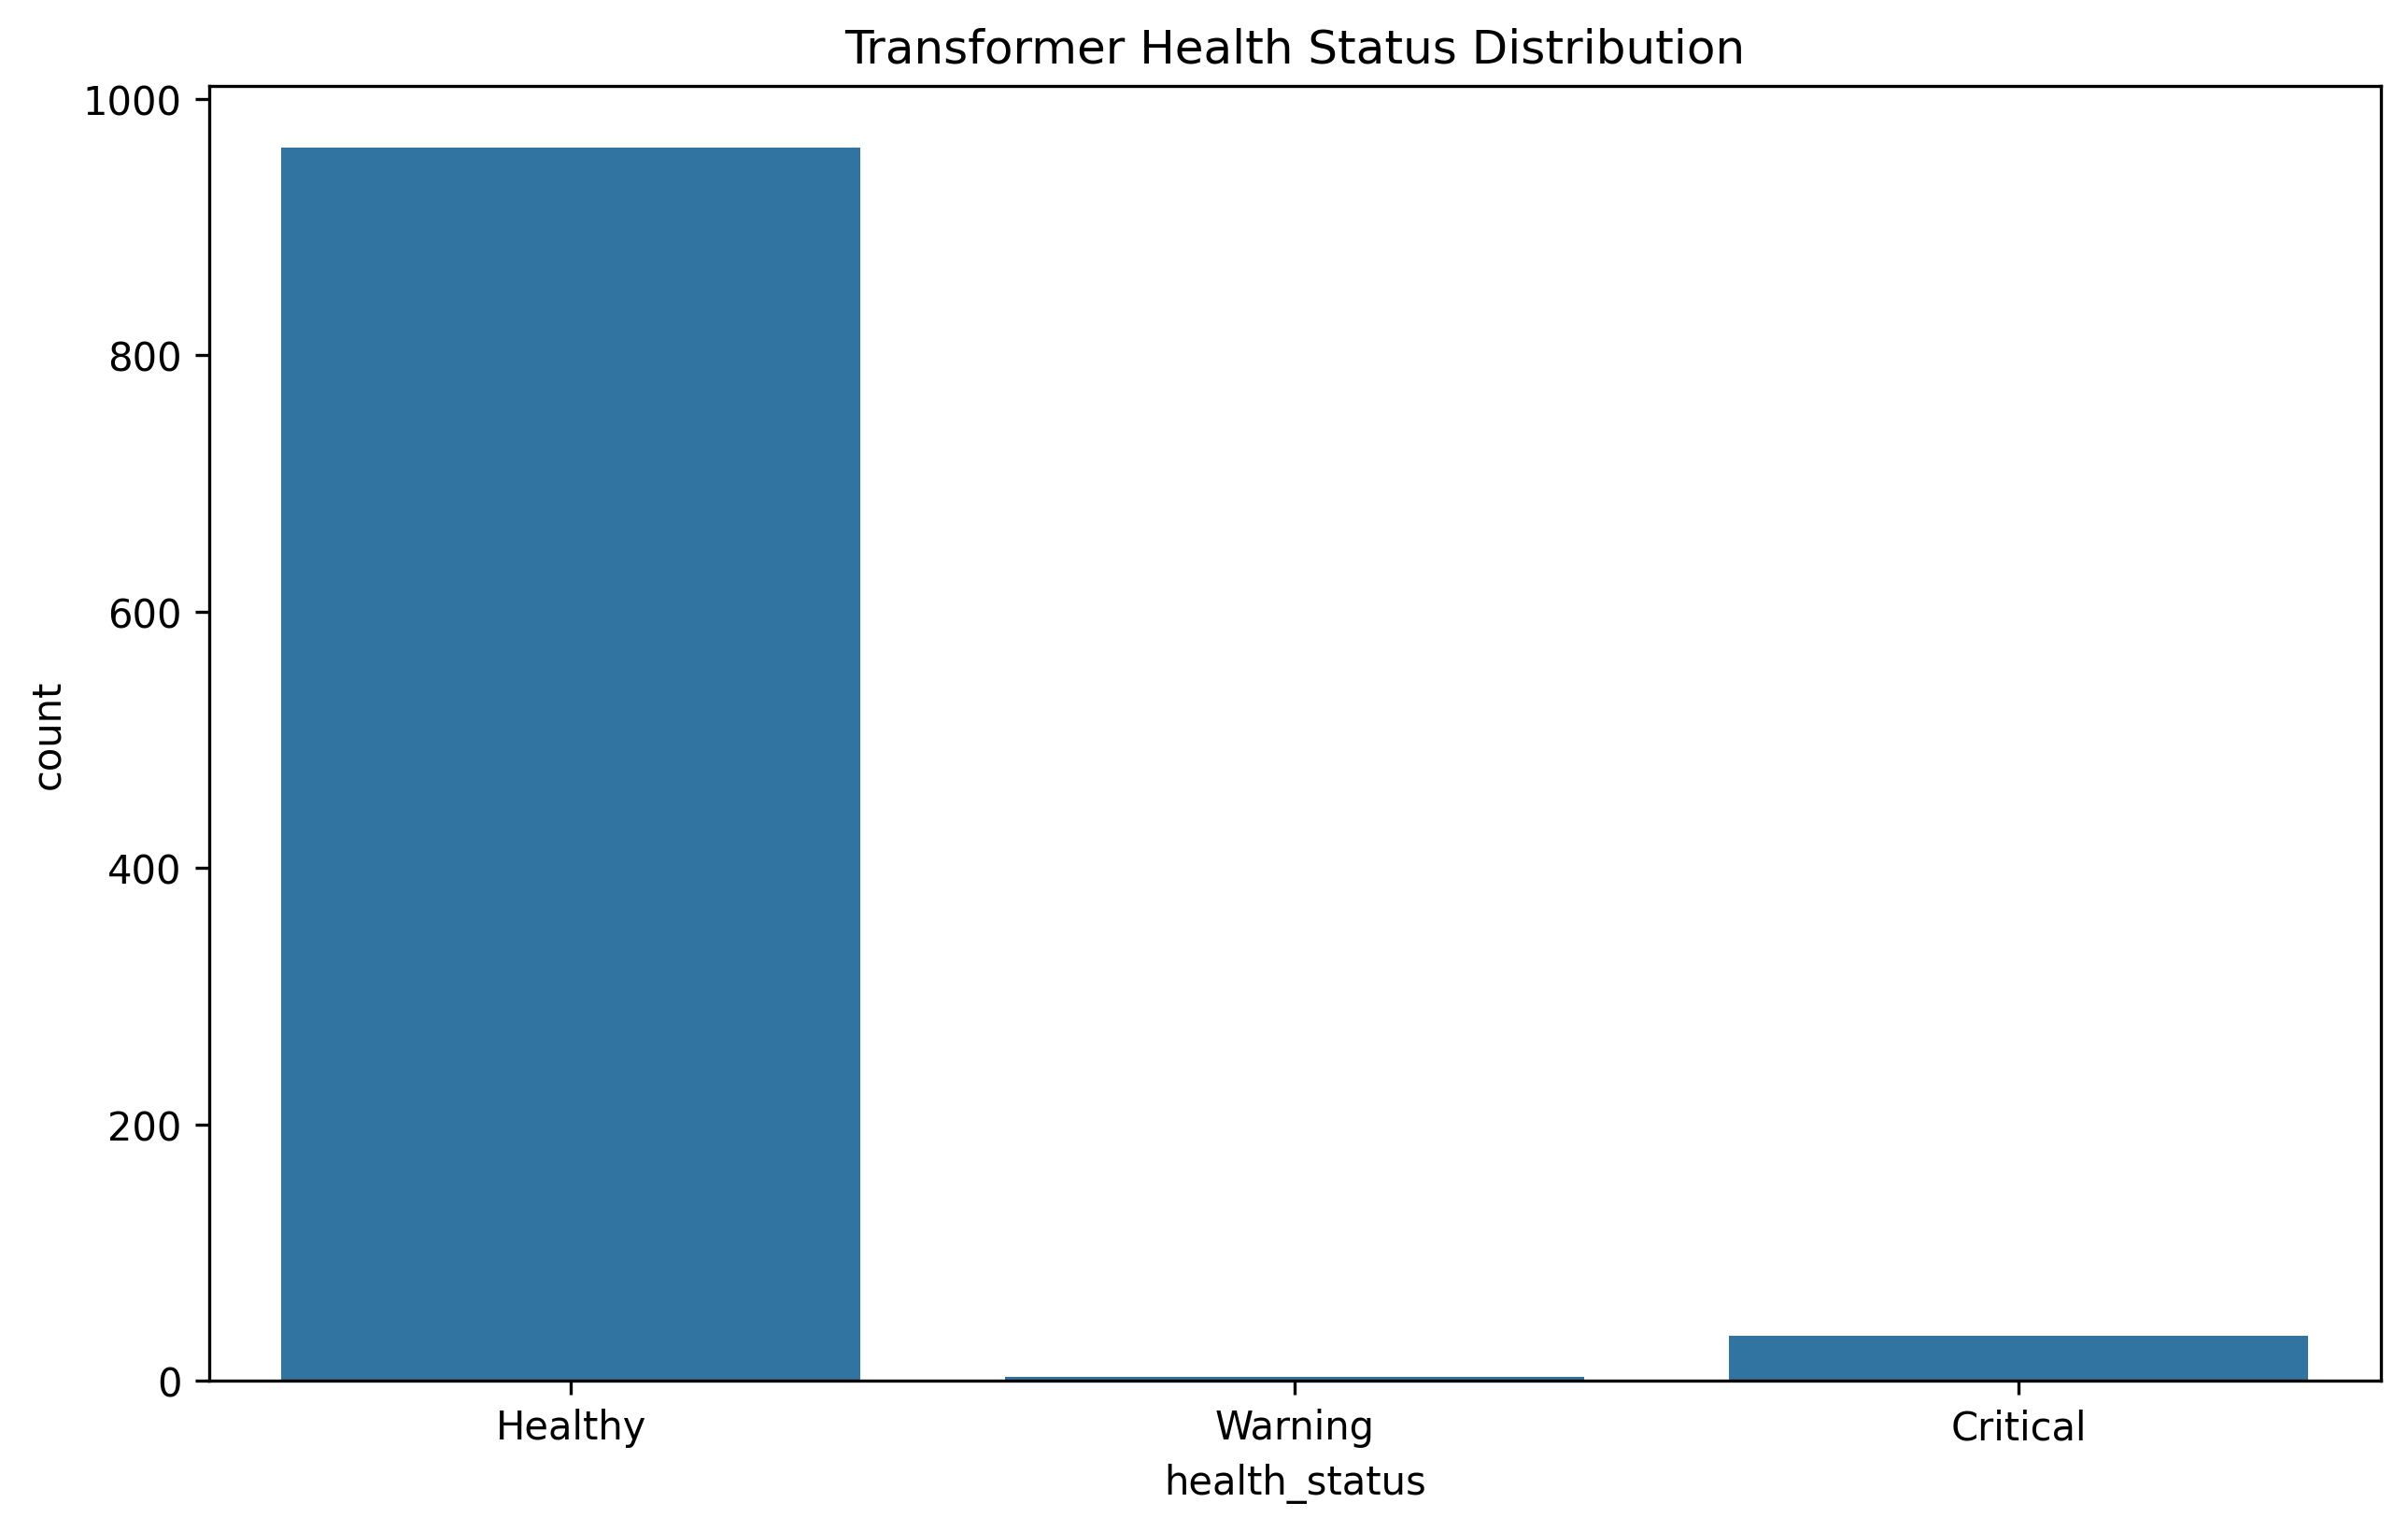 Transformer Health Status Distribution
1000
800
600
400
200
0
count
Healthy
Warning
Critical
health_status